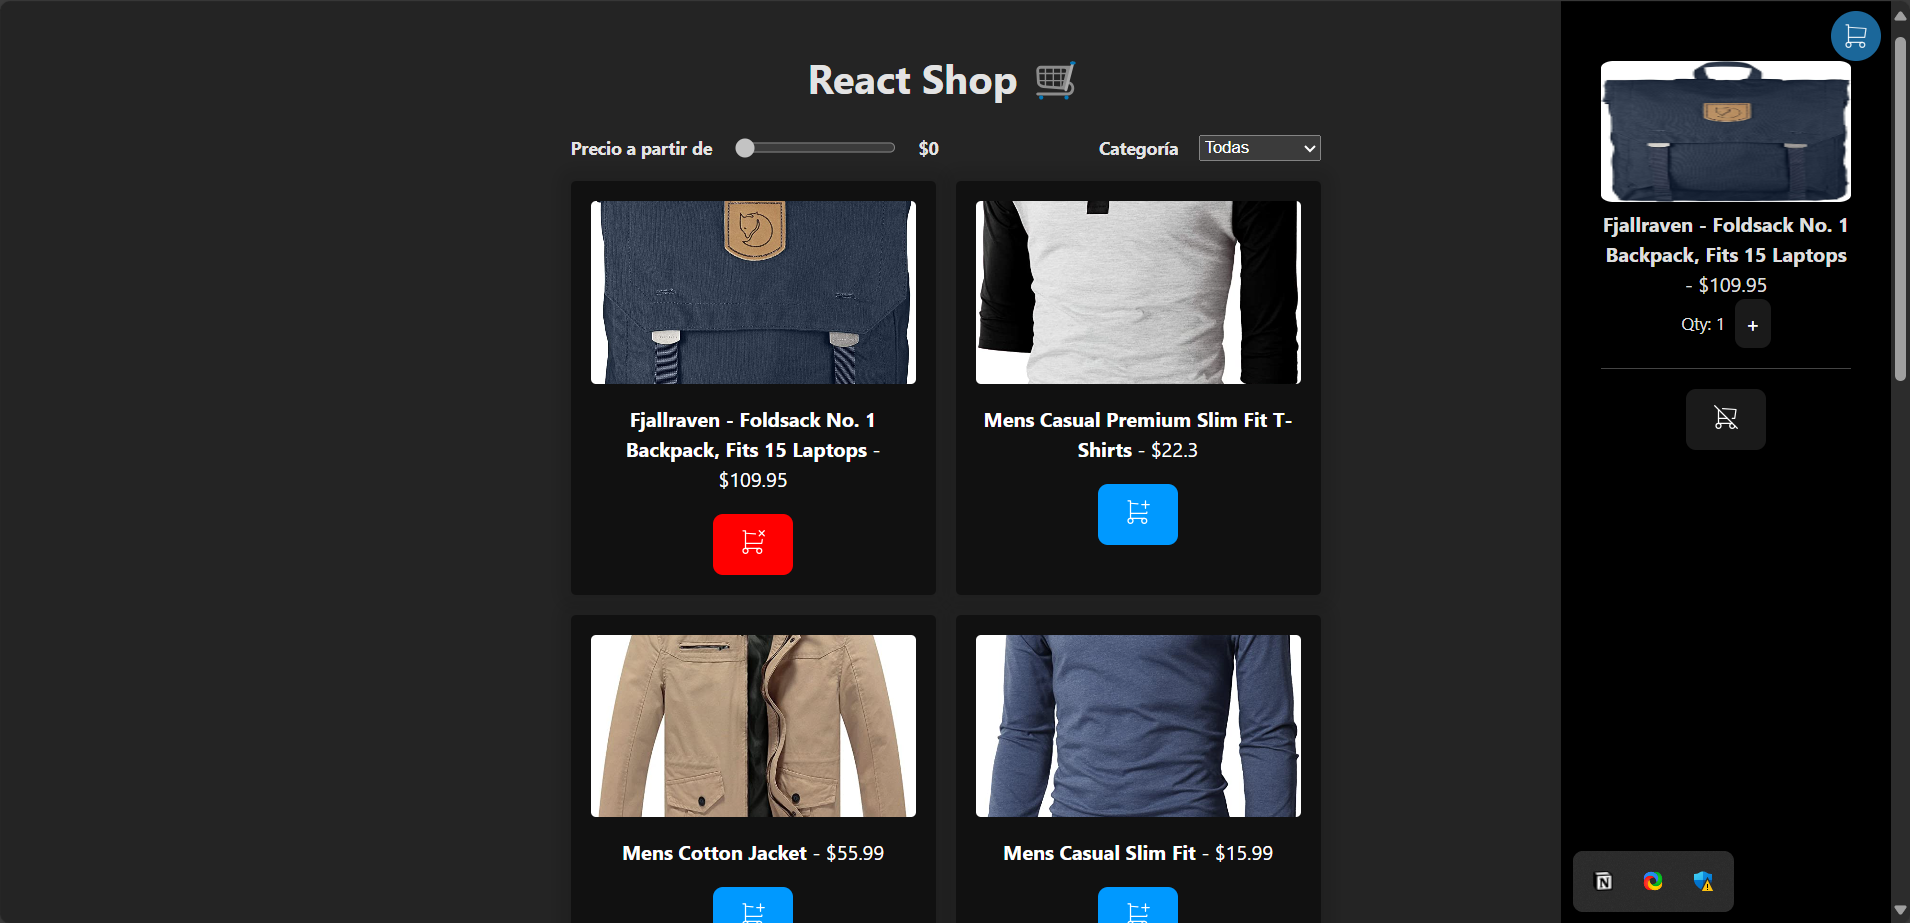 React Shop
Precio a partir de
$0
Categoría
Todas
Fjallraven - Foldsack No. 1
Backpack, Fits 15 Laptops -
$109.95
Mens Casual Premium Slim Fit T-
Shirts - $22.3
Mens Cotton Jacket - $55.99
Mens Casual Slim Fit - $15.99
Fjallraven - Foldsack No. 1
Backpack, Fits 15 Laptops
- $109.95
Qty: 1 +
N